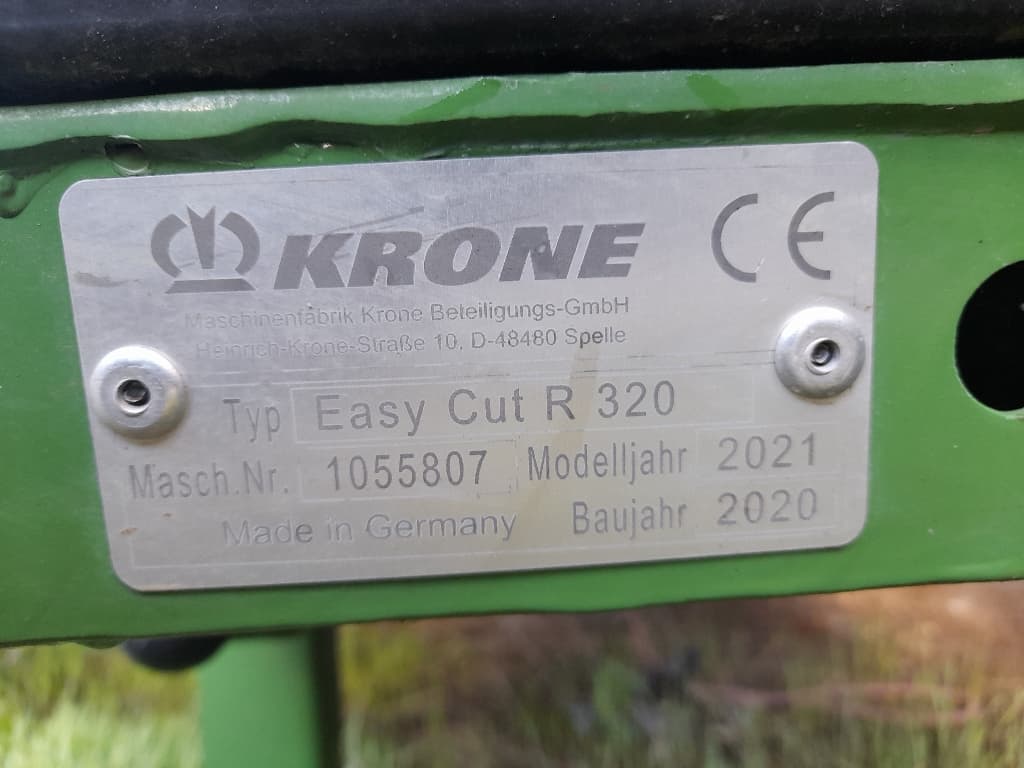 KRONE CE
Maschinenfabrik Krone Beteiligungs-GmbH
Heinrich-Krone-Straße 10, D-48480 Spelle
Typ Easy Cut R 320
Masch.Nr. 1055807 Modelljahr 2021
Made in Germany Baujahr 2020